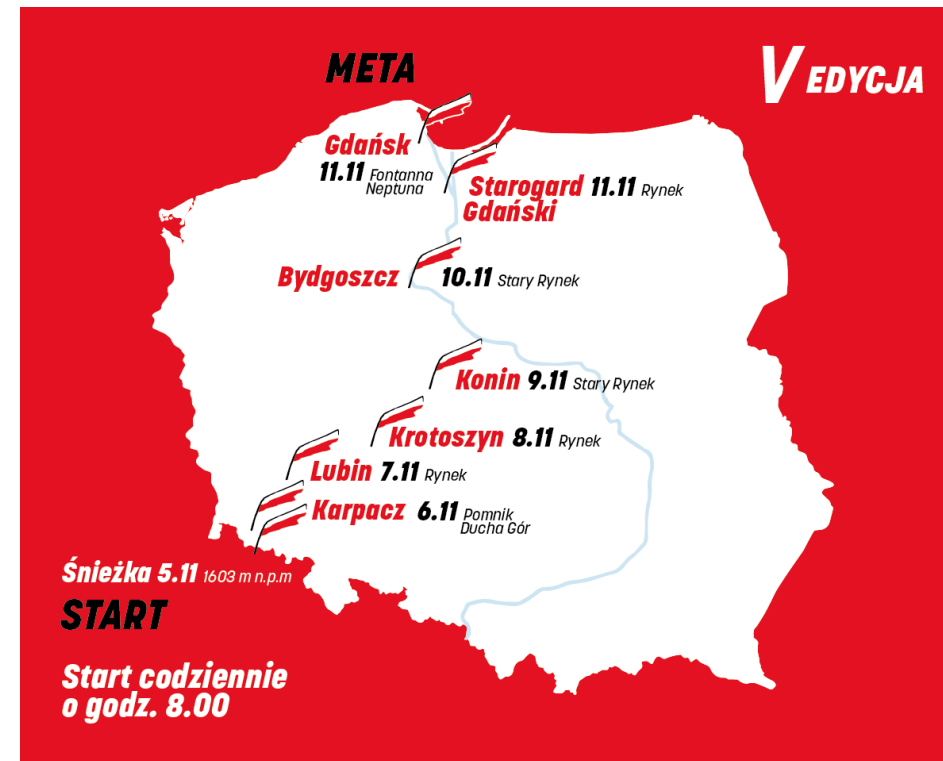 META
V EDYCJA
Gdańsk
11.11 Fontanna
Neptuna
Starogard 11.11 Rynek
Gdański
Bydgoszcz 10.11 Stary Rynek
Konin 9.11 Stary Rynek
Krotoszyn 8.11 Rynek
Lubin 7.11 Rynek
Karpacz 6.11 Pomnik
Ducha Gór
Śnieżka 5.11 1603 m n.p.m
START
Start codziennie
o godz. 8.00